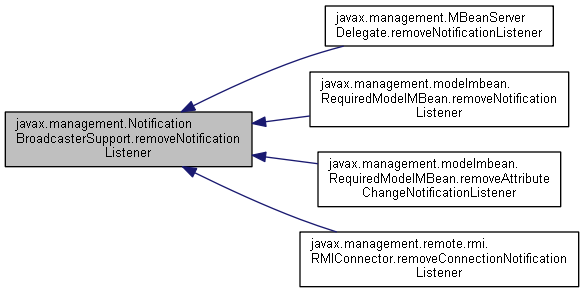 javax.management.MBeanServer
Delegate.removeNotificationListener
javax.management.modelmbean.
RequiredModelMBean.removeNotification
Listener
javax.management.Notification
BroadcasterSupport.removeNotification
Listener
javax.management.modelmbean.
RequiredModelMBean.removeAttribute
ChangeNotificationListener
javax.management.remote.rmi.
RMIConnector.removeConnectionNotification
Listener